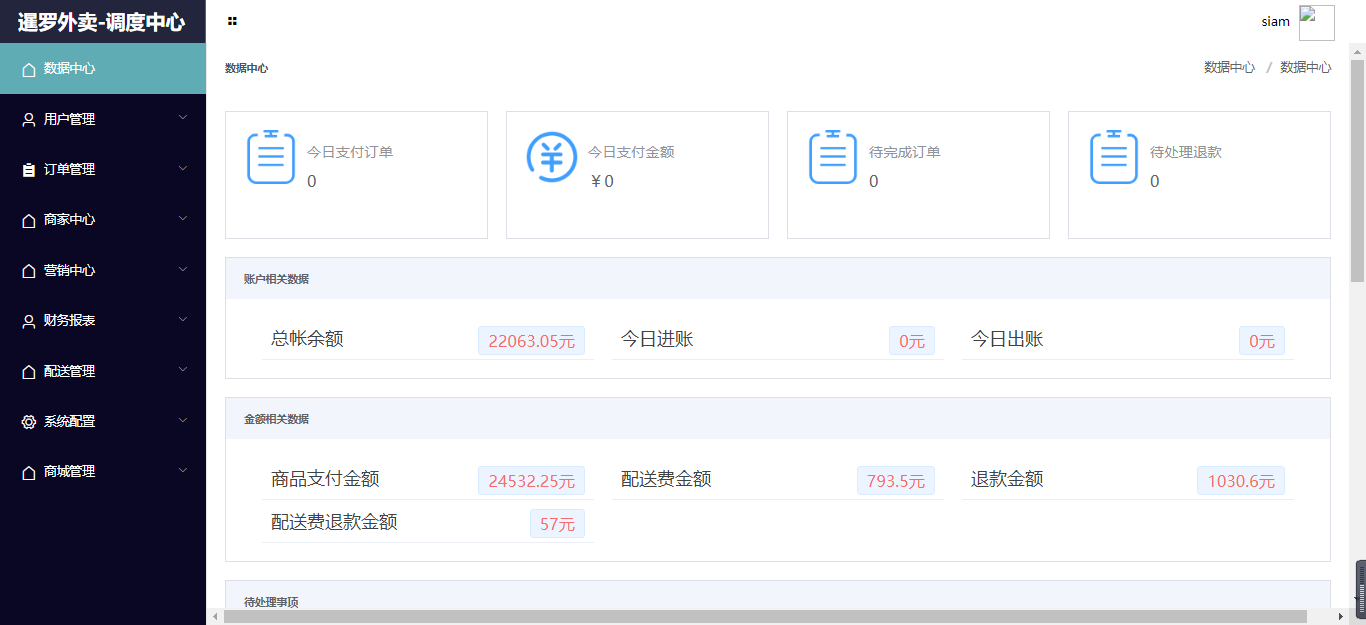 暹罗外卖-调度中心
siam
数据中心
用户管理
订单管理
商家中心
营销中心
财务报表
配送管理
系统配置
商城管理
数据中心
数据中心 / 数据中心
今日支付订单
0
今日支付金额
￥0
待完成订单
0
待处理退款
0
账户相关数据
总帐余额 22063.05元 今日进账 0元 今日出账 0元
金额相关数据
商品支付金额 24532.25元 配送费金额 793.5元 退款金额 1030.6元
配送费退款金额 57元
待处理事项